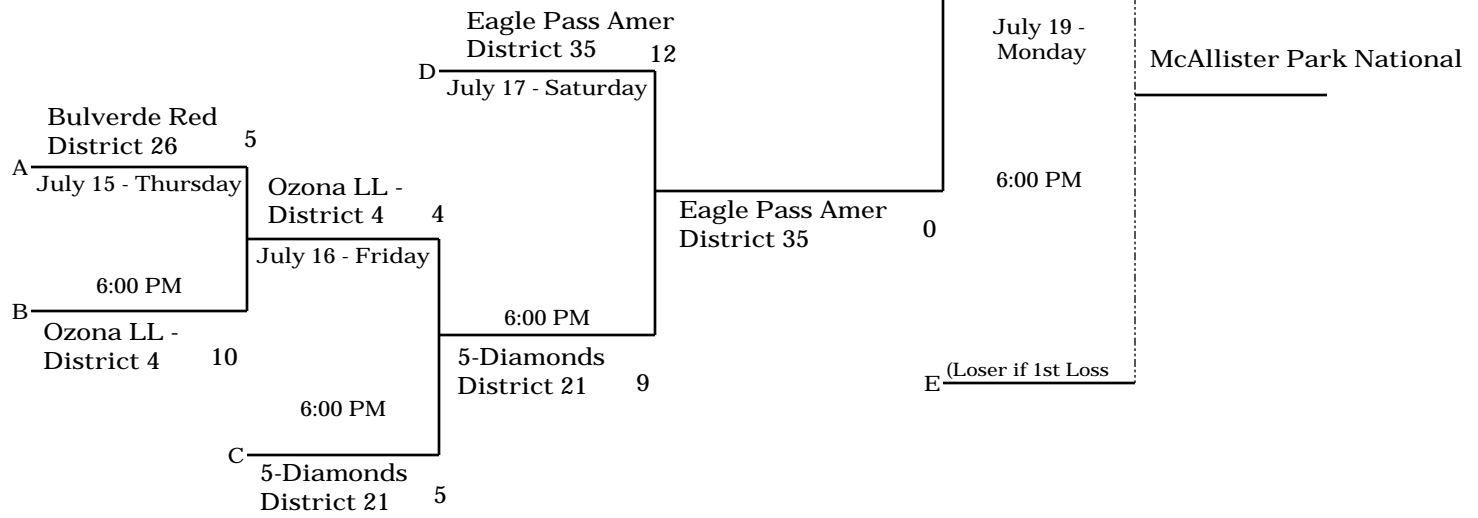 Eagle Pass Amer
District 35
12
D
July 17 - Saturday
July 19 -
Monday
McAllister Park National
Bulverde Red
District 26
5
A
July 15 - Thursday
Ozona LL -
District 4
4
6:00 PM
Eagle Pass Amer
District 35
0
July 16 - Friday
6:00 PM
B
Ozona LL -
District 4
10
6:00 PM
5-Diamonds
District 21
9
E
(Loser if 1st Loss
6:00 PM
C
5-Diamonds
District 21
5